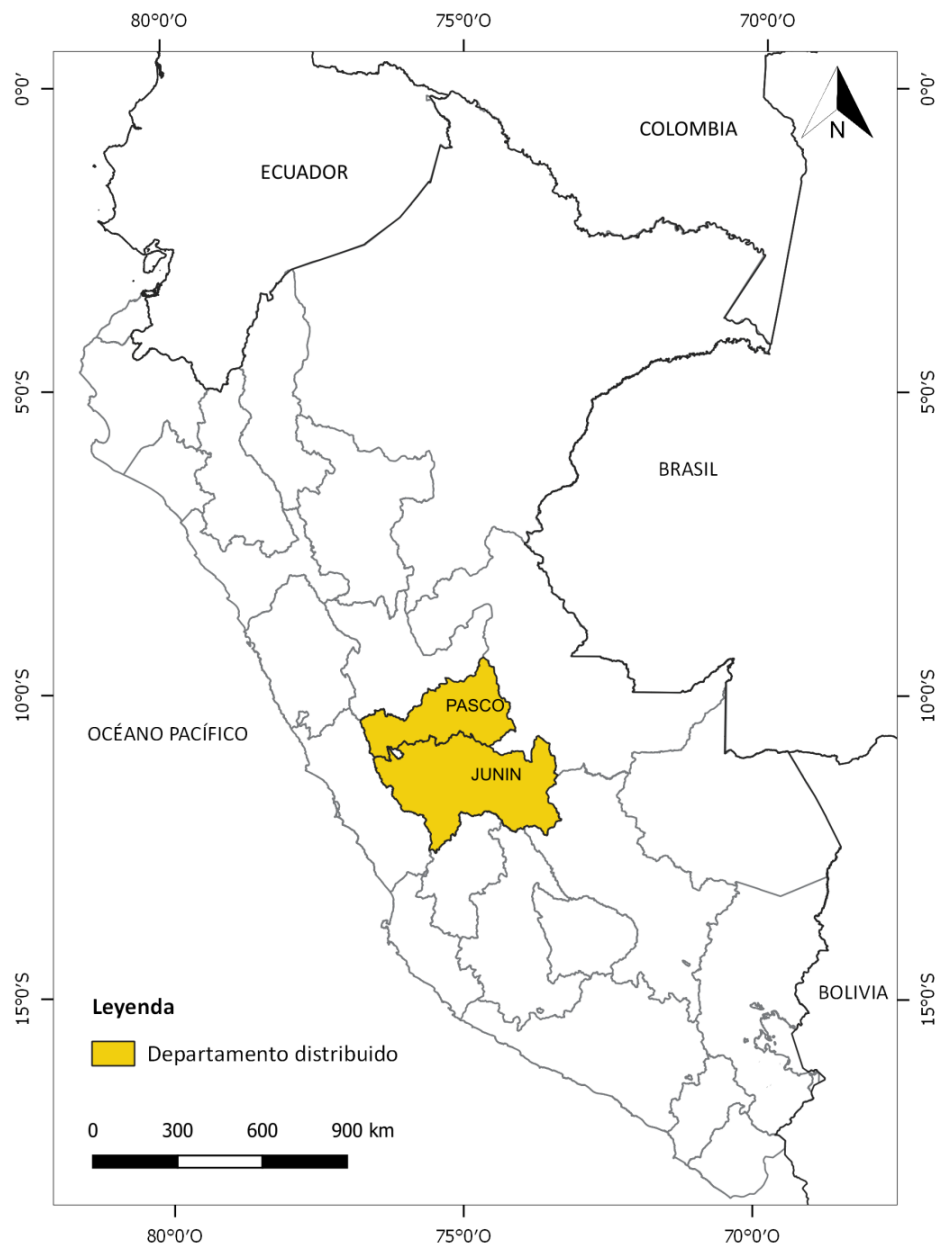 80°0’O 75°0’O 70°0’O
0°0’ 0°0’
COLOMBIA
N
ECUADOR
5°0’S 5°0’S
BRASIL
10°0’S 10°0’S
PASCO
OCÉANO PACÍFICO
JUNIN
15°0’S 15°0’S
BOLIVIA
Leyenda
Departamento distribuido
0 300 600 900 km
80°0’O 75°0’O 70°0’O